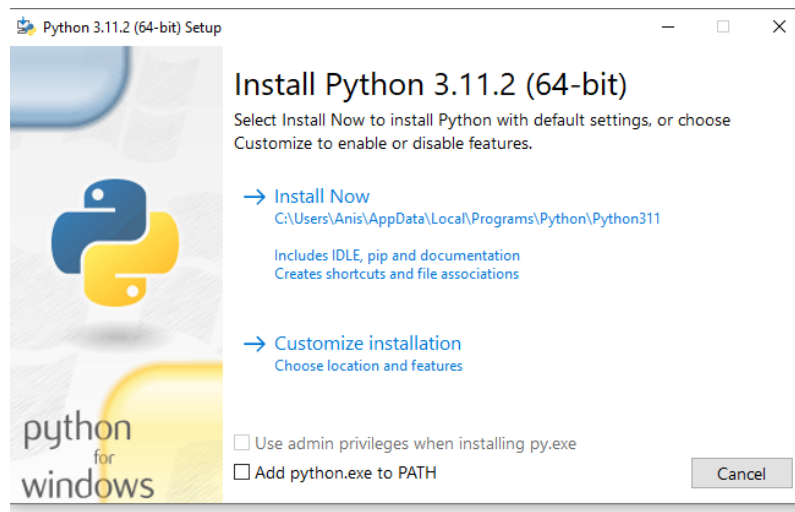 Python 3.11.2 (64-bit) Setup
Install Python 3.11.2 (64-bit)
Select Install Now to install Python with default settings, or choose
Customize to enable or disable features.
→ Install Now
C:\Users\Anis\AppData\Local\Programs\Python\Python311
Includes IDLE, pip and documentation
Creates shortcuts and file associations
→ Customize installation
Choose location and features
python
for
windows
Use admin privileges when installing py.exe
Add python.exe to PATH
Cancel